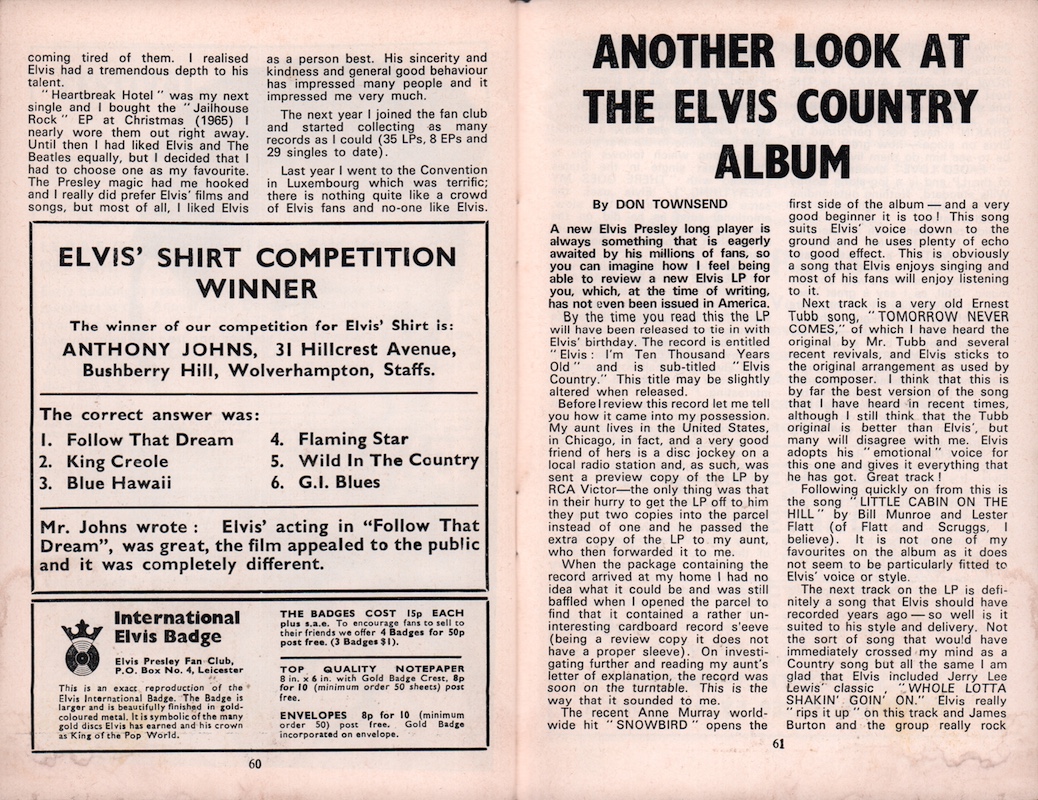 coming tired of them. I realised
Elvis had a tremendous depth to his
talent.
"Heartbreak Hotel" was my next
single and I bought the "Jailhouse
Rock" EP at Christmas (1965) I
nearly wore them out right away.
Until then I had liked Elvis and The
Beatles equally, but I decided that I
had to choose one as my favourite.
The Presley magic had me hooked
and I really did prefer Elvis' films and
songs, but most of all, I liked Elvis
as a person best. His sincerity and
kindness and general good behaviour
has impressed many people and it
impressed me very much.
The next year I joined the fan club
and started collecting as many
records as I could (35 LPs, 8 EPs and
29 singles to date).
Last year I went to the Convention
in Luxembourg which was terrific;
there is nothing quite like a crowd
of Elvis fans and no-one like Elvis.
ELVIS' SHIRT COMPETITION
WINNER
The winner of our competition for Elvis' Shirt is:
ANTHONY JOHNS, 31 Hillcrest Avenue,
Bushberry Hill, Wolverhampton, Staffs.
The correct answer was:
1. Follow That Dream
2. King Creole
3. Blue Hawaii
4. Flaming Star
5. Wild In The Country
6. G.I. Blues
Mr. Johns wrote : Elvis' acting in "Follow That
Dream", was great, the film appealed to the public
and it was completely different.
International
Elvis Badge
Elvis Presley Fan Club,
P.O. Box No. 4, Leicester
This is an exact reproduction of the
Elvis International Badge. The Badge is
larger and is beautifully finished in gold-
coloured metal. It is symbolic of the many
gold discs Elvis has earned and his crown
as King of the Pop World.
THE BADGES COST 15p EACH
plus s.a.e. To encourage fans to sell to
their friends we offer 4 Badges for 50p
post free. (3 Badges $1).
TOP QUALITY NOTEPAPER
8 in. x 6 in. with Gold Badge Crest, 8p
for 10 (minimum order 50 sheets) post
free.
ENVELOPES 8p for 10 (minimum
order 50) post free. Gold Badge
incorporated on envelope.
60
ANOTHER LOOK AT
THE ELVIS COUNTRY
ALBUM
By DON TOWNSEND
A new Elvis Presley long player is
always something that is eagerly
awaited by his millions of fans, so
you can imagine how I feel being
able to review a new Elvis LP for
you, which, at the time of writing,
has not even been issued in America.
By the time you read this the LP
will have been released to tie in with
Elvis' birthday. The record is entitled
"Elvis : I'm Ten Thousand Years
Old" and is sub-titled "Elvis
Country." This title may be slightly
altered when released.
Before I review this record let me tell
you how it came into my possession.
My aunt lives in the United States,
in Chicago, in fact, and a very good
friend of hers is a disc jockey on a
local radio station and, as such, was
sent a preview copy of the LP by
RCA Victor—the only thing was that
in their hurry to get the LP off to him
they put two copies into the parcel
instead of one and he passed the
extra copy of the LP to my aunt,
who then forwarded it to me.
When the package containing the
record arrived at my home I had no
idea what it could be and was still
baffled when I opened the parcel to
find that it contained a rather un-
interesting cardboard record s'eeve
(being a review copy it does not
have a proper sleeve). On investi-
gating further and reading my aunt's
letter of explanation, the record was
soon on the turntable. This is the
way that it sounded to me.
The recent Anne Murray world-
wide hit "SNOWBIRD" opens the
first side of the album — and a very
good beginner it is too ! This song
suits Elvis' voice down to the
ground and he uses plenty of echo
to good effect. This is obviously
a song that Elvis enjoys singing and
most of his fans will enjoy listening
to it.
Next track is a very old Ernest
Tubb song, "TOMORROW NEVER
COMES," of which I have heard the
original by Mr. Tubb and several
recent revivals, and Elvis sticks to
the original arrangement as used by
the composer. I think that this is
by far the best version of the song
that I have heard in recent times,
although I still think that the Tubb
original is better than Elvis', but
many will disagree with me. Elvis
adopts his "emotional" voice for
this one and gives it everything that
he has got. Great track !
Following quickly on from this is
the song "LITTLE CABIN ON THE
HILL" by Bill Munroe and Lester
Flatt (of Flatt and Scruggs, I
believe). It is not one of my
favourites on the album as it does
not seem to be particularly fitted to
Elvis' voice or style.
The next track on the LP is defi-
nitely a song that Elvis should have
recorded years ago — so well is it
suited to his style and delivery. Not
the sort of song that would have
immediately crossed my mind as a
Country song but all the same I am
glad that Elvis included Jerry Lee
Lewis' classic , "WHOLE LOTTA
SHAKIN' GOIN' ON." Elvis really
"rips it up" on this track and James
Burton and the group really rock
61